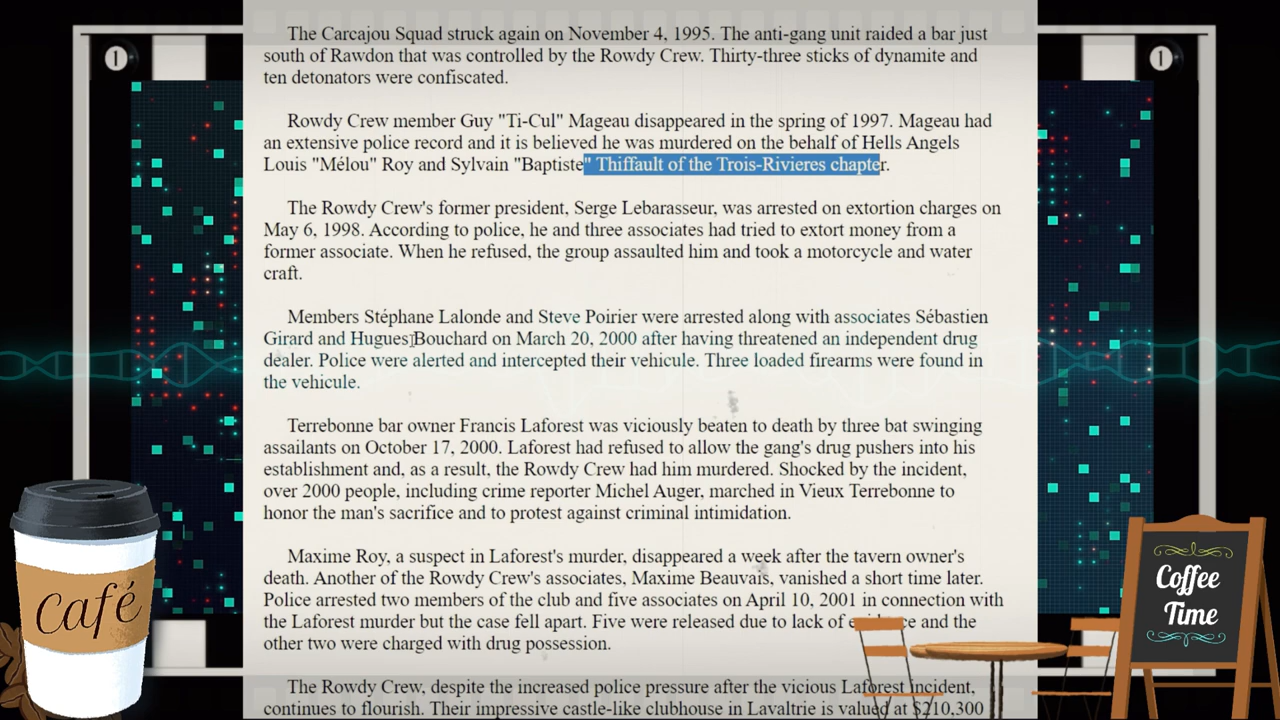 The Carcajou Squad struck again on November 4, 1995. The anti-gang unit raided a bar just
south of Rawdon that was controlled by the Rowdy Crew. Thirty-three sticks of dynamite and
ten detonators were confiscated.
Rowdy Crew member Guy "Ti-Cul" Mageau disappeared in the spring of 1997. Mageau had
an extensive police record and it is believed he was murdered on the behalf of Hells Angels
Louis "Mélou" Roy and Sylvain "Baptiste" Thiffault of the Trois-Rivieres chapter.
The Rowdy Crew's former president, Serge Lebarasseur, was arrested on extortion charges on
May 6, 1998. According to police, he and three associates had tried to extort money from a
former associate. When he refused, the group assaulted him and took a motorcycle and water
craft.
Members Stéphane Lalonde and Steve Poirier were arrested along with associates Sébastien
Girard and Hugues Bouchard on March 20, 2000 after having threatened an independent drug
dealer. Police were alerted and intercepted their vehicule. Three loaded firearms were found in
the vehicule.
Terrebonne bar owner Francis Laforest was viciously beaten to death by three bat swinging
assailants on October 17, 2000. Laforest had refused to allow the gang's drug pushers into his
establishment and, as a result, the Rowdy Crew had him murdered. Shocked by the incident,
over 2000 people, including crime reporter Michel Auger, marched in Vieux Terrebonne to
honor the man's sacrifice and to protest against criminal intimidation.
Maxime Roy, a suspect in Laforest's murder, disappeared a week after the tavern owner's
death. Another of the Rowdy Crew's associates, Maxime Beauvais, vanished a short time later.
Police arrested two members of the club and five associates on April 10, 2001 in connection with
the Laforest murder but the case fell apart. Five were released due to lack of and the
other two were charged with drug possession.
The Rowdy Crew, despite the increased police pressure after the vicious Laforest incident,
continues to flourish. Their impressive castle-like clubhouse in Lavaltrie is valued at $210,300
1
1
Café
Coffee
Time